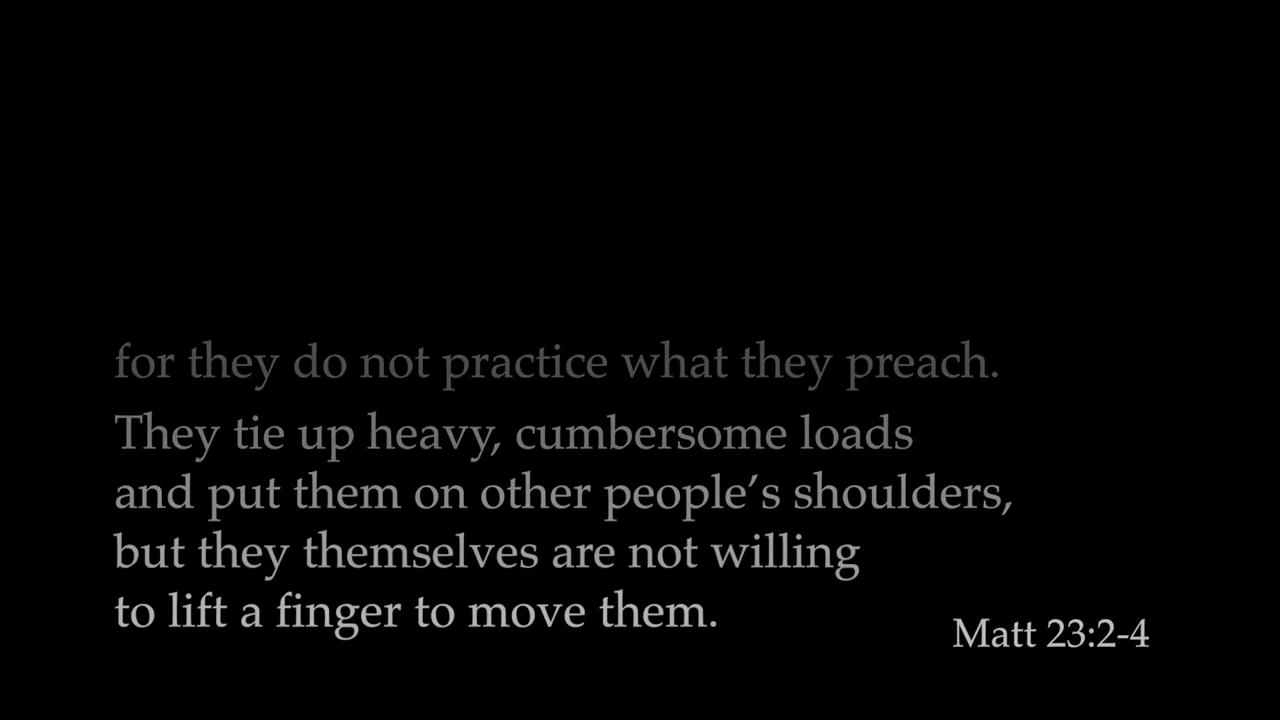 for they do not practice what they preach.
They tie up heavy, cumbersome loads
and put them on other people’s shoulders,
but they themselves are not willing
to lift a finger to move them.
Matt 23:2-4